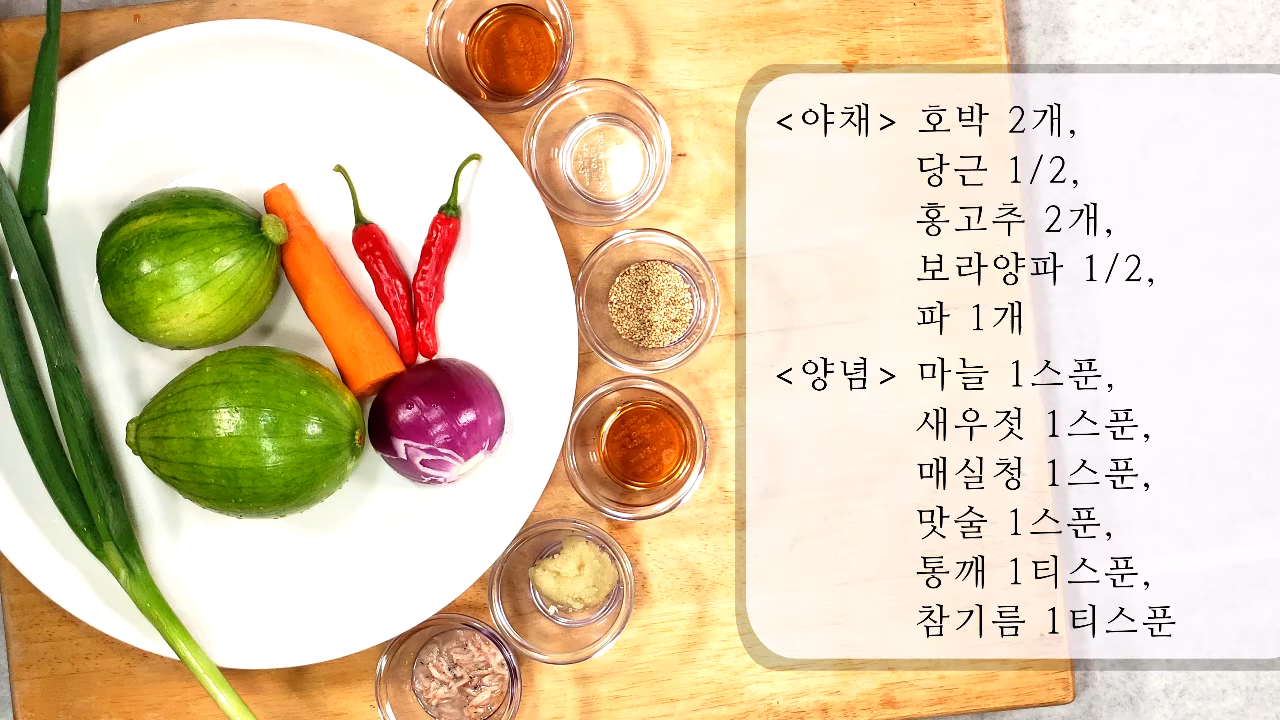 <야채> 호박 2개,
당근 1/2,
홍고추 2개,
보라양파 1/2,
파 1개
<양념> 마늘 1스푼,
새우젓 1스푼,
매실청 1스푼,
맛술 1스푼,
통깨 1티스푼,
참기름 1티스푼